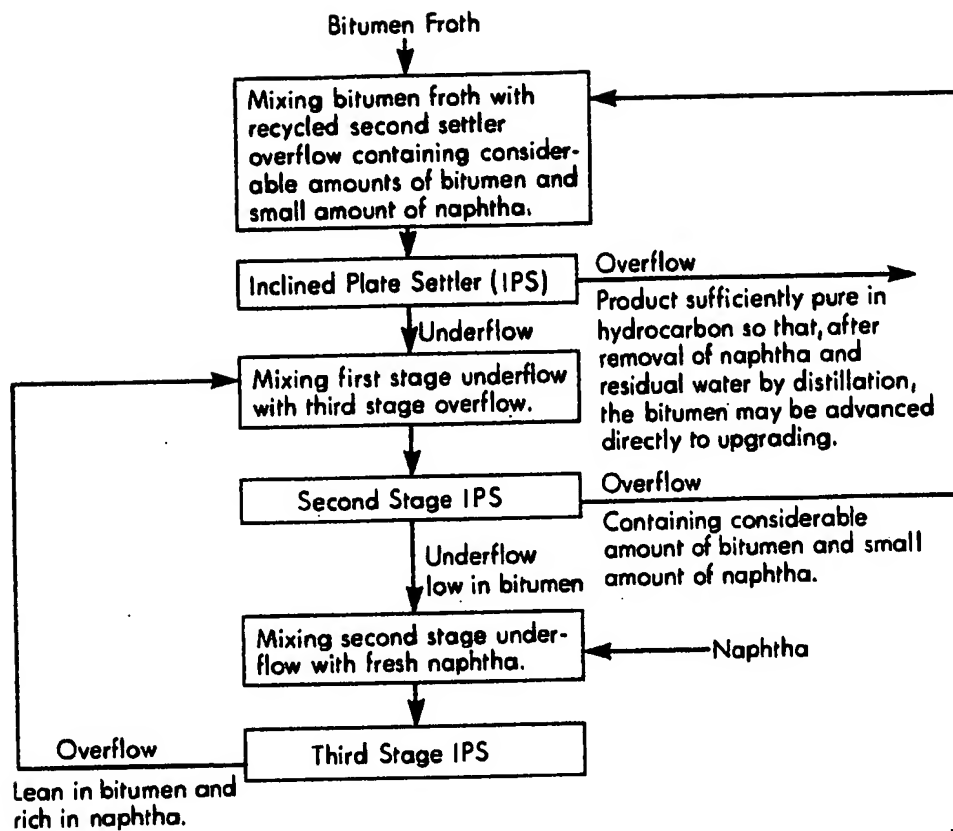 Bitumen Froth
Mixing bitumen froth with
recycled second settler
overflow containing consider-
able amounts of bitumen and
small amount of naphtha.
Inclined Plate Settler (IPS)
Overflow
Product sufficiently pure in
hydrocarbon so that, after
removal of naphtha and
residual water by distillation,
the bitumen may be advanced
directly to upgrading.
Underflow
Mixing first stage underflow
with third stage overflow.
Second Stage IPS
Overflow
Containing considerable
amount of bitumen and small
amount of naphtha.
Underflow
low in bitumen
Mixing second stage under-
flow with fresh naphtha.
Naphtha
Third Stage IPS
Overflow
Lean in bitumen and
rich in naphtha.